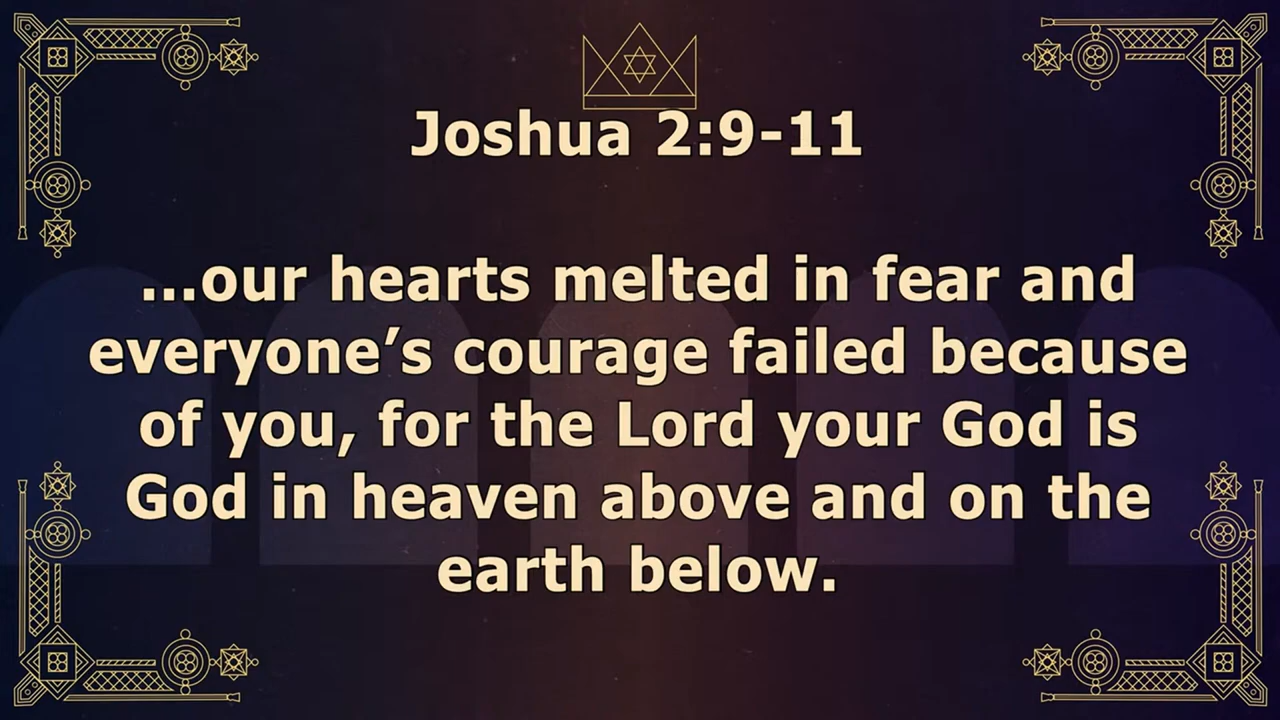 Joshua 2:9-11
...our hearts melted in fear and
everyone’s courage failed because
of you, for the Lord your God is
God in heaven above and on the
earth below.